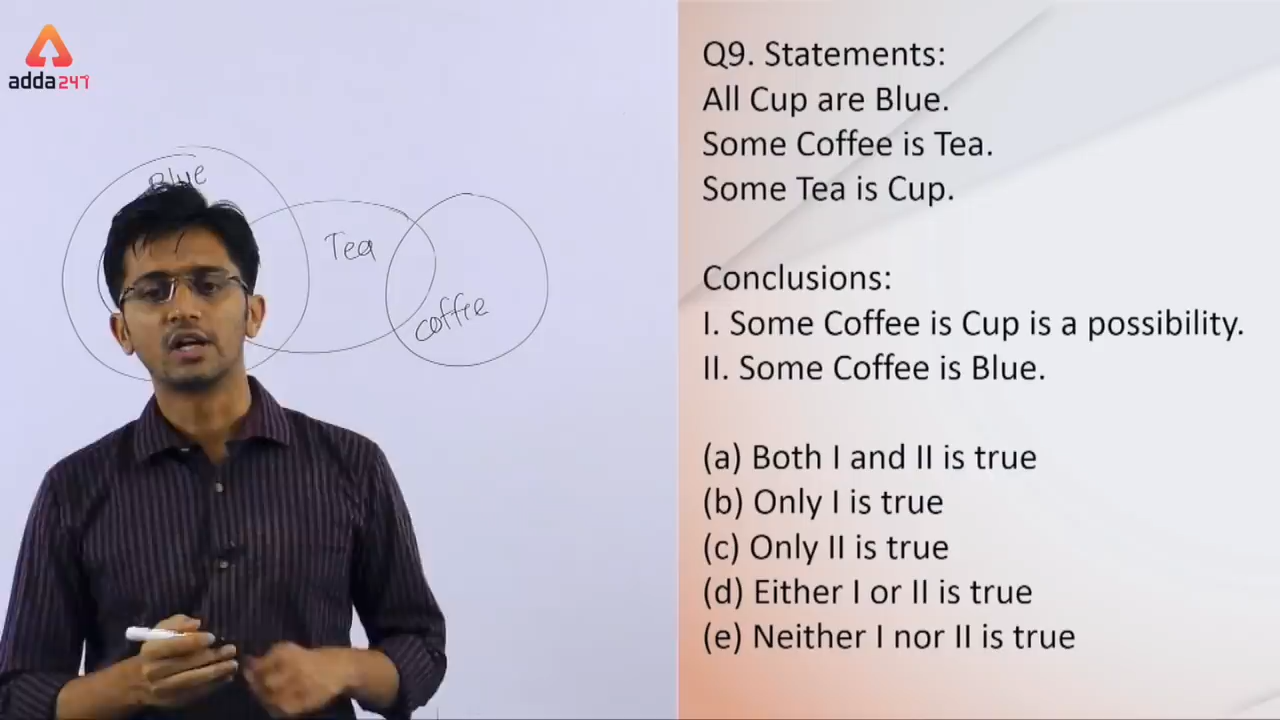 adda247
Blue
Tea
coffee
Q9. Statements:
All Cup are Blue.
Some Coffee is Tea.
Some Tea is Cup.
Conclusions:
I. Some Coffee is Cup is a possibility.
II. Some Coffee is Blue.
(a) Both I and II is true
(b) Only I is true
(c) Only II is true
(d) Either I or II is true
(e) Neither I nor II is true